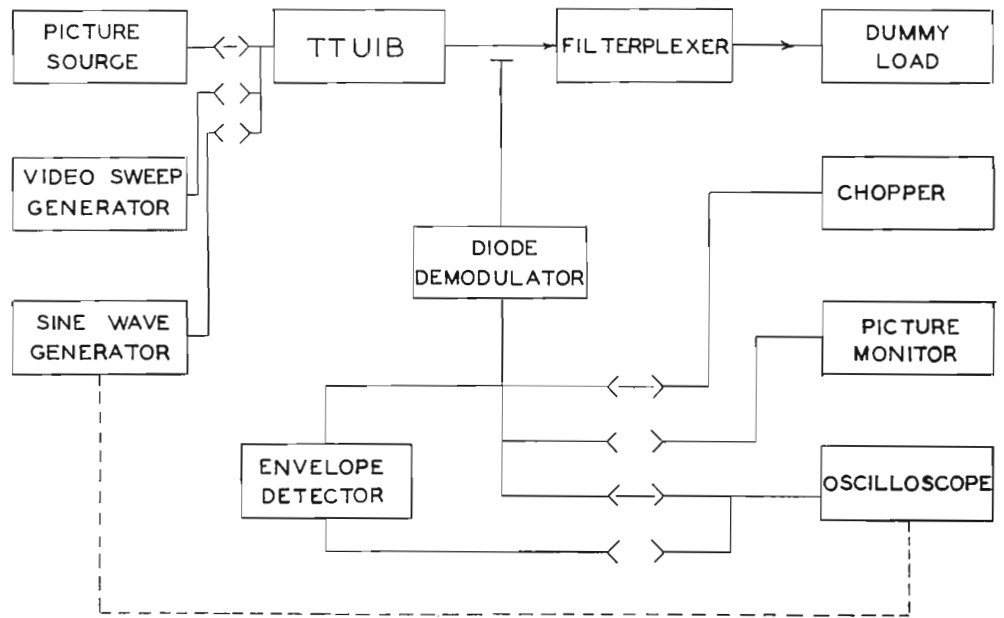 PICTURE
SOURCE
TTU1B
FILTERPLEXER
DUMMY
LOAD
VIDEO SWEEP
GENERATOR
CHOPPER
DIODE
DEMODULATOR
SINE WAVE
GENERATOR
PICTURE
MONITOR
ENVELOPE
DETECTOR
OSCILLOSCOPE